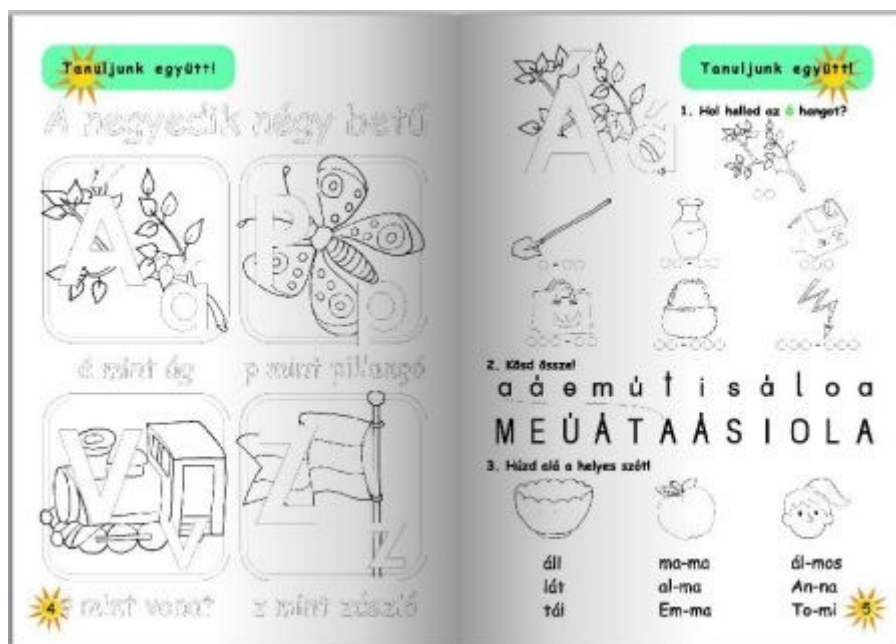 Tanuljunk együtt!
A negyedik négy betű
Á
á
P
p
á mint ág
p mint pillangó
V
v
Z
z
v mint vonat
z mint zászló
4
Tanuljunk együtt!
Á á
1. Hol hallod az á hangot?
2. Kösd össze!
a á e m ú t i s á l o a
M E Ú Á T A Á S I O L A
3. Húzd alá a helyes szót!
áll ma-ma ál-mos
lát al-ma An-na
tál Em-ma To-mi
5